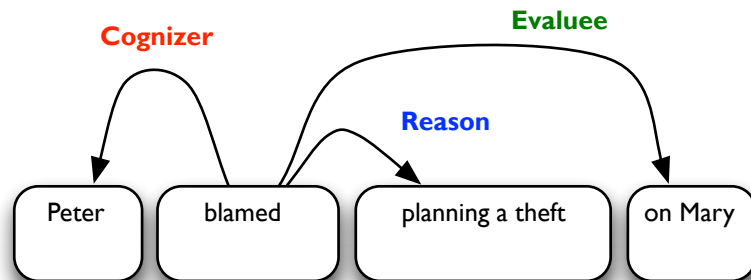 Evaluee
Cognizer
Reason
Peter
blamed
planning a theft
on Mary